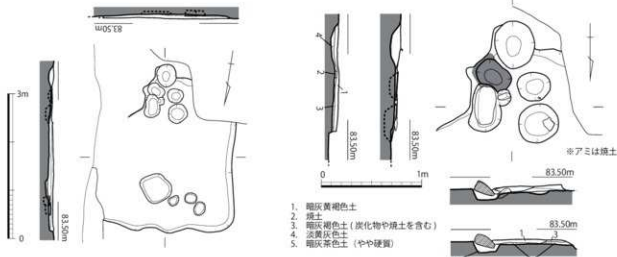 83.50m
3m
0
83.50m
83.50m
83.50m
0
1m
※アミは焼土
83.50m
83.50m
1. 暗灰黄褐色土
2. 焼土
3. 暗灰褐色土(炭化物や焼土を含む)
4. 淡黄灰色土
5. 暗灰茶色土(やや硬質)
4
2
3
1
1
3